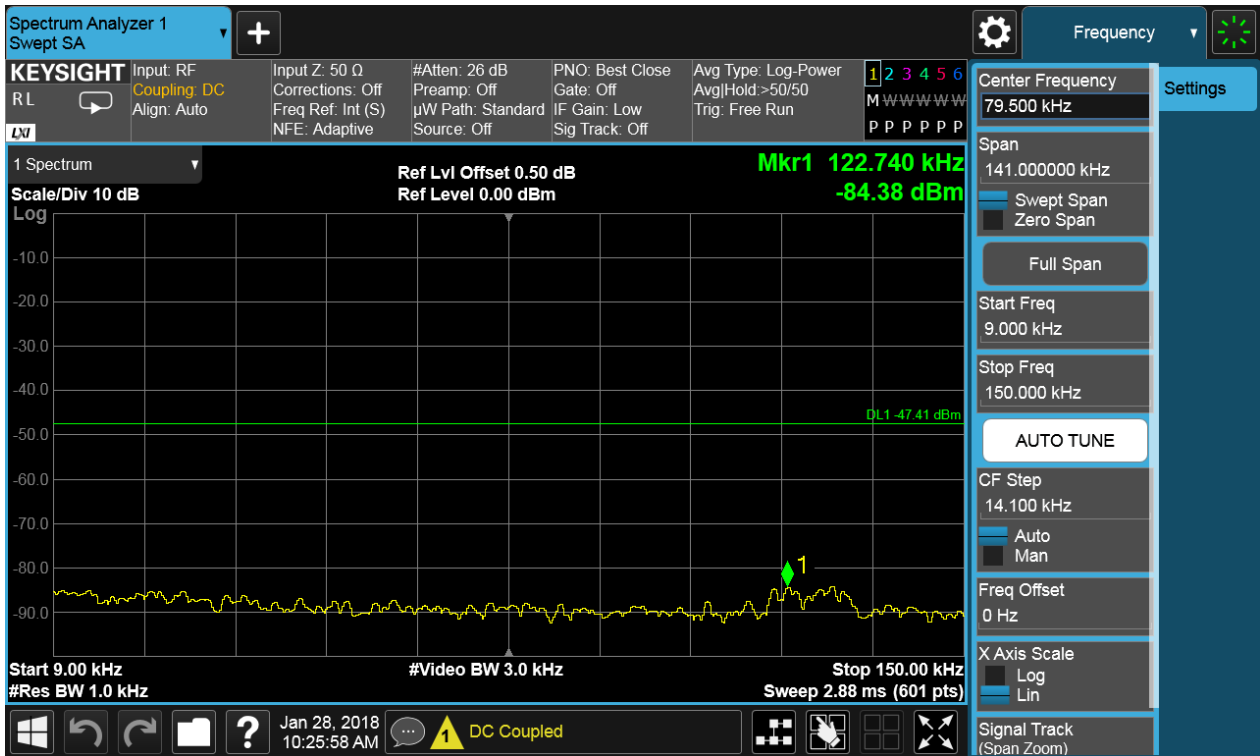 Spectrum Analyzer 1
Swept SA
Frequency
KEYSIGHT
R L
LXI
Input: RF
Coupling: DC
Align: Auto
Input Z: 50 Ω
Corrections: Off
Freq Ref: Int (S)
NFE: Adaptive
#Atten: 26 dB
Preamp: Off
µW Path: Standard
Source: Off
PNO: Best Close
Gate: Off
IF Gain: Low
Sig Track: Off
Avg Type: Log-Power
Avg|Hold:>50/50
Trig: Free Run
1 2 3 4 5 6
M W W W W W
P P P P P P
1 Spectrum
Scale/Div 10 dB
Ref Lvl Offset 0.50 dB
Ref Level 0.00 dBm
Mkr1 122.740 kHz
-84.38 dBm
Log
-10.0
-20.0
-30.0
-40.0
-50.0
-60.0
-70.0
-80.0
-90.0
DL1 -47.41 dBm
1
Start 9.00 kHz
#Res BW 1.0 kHz
#Video BW 3.0 kHz
Stop 150.00 kHz
Sweep 2.88 ms (601 pts)
Center Frequency
79.500 kHz
Span
141.000000 kHz
Swept Span
Zero Span
Full Span
Start Freq
9.000 kHz
Stop Freq
150.000 kHz
AUTO TUNE
CF Step
14.100 kHz
Auto
Man
Freq Offset
0 Hz
X Axis Scale
Log
Lin
Signal Track
(Span Zoom)
Settings
?
Jan 28, 2018
10:25:58 AM
1
DC Coupled